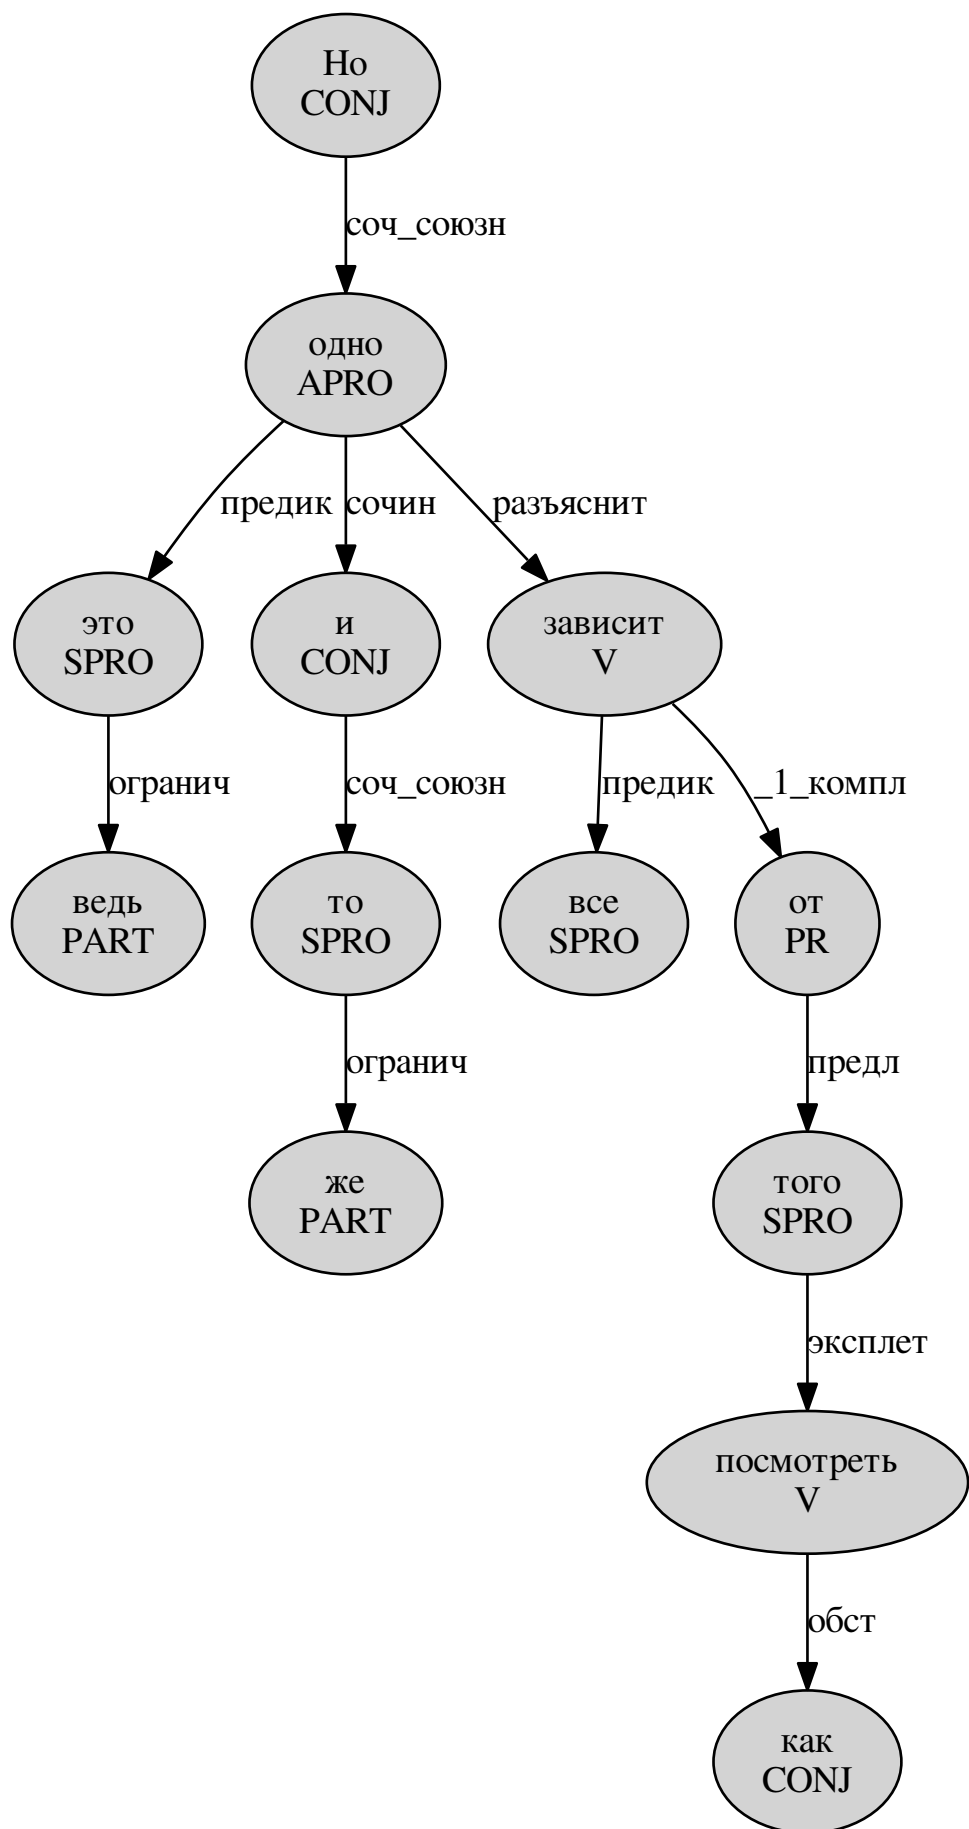 Но
CONJ
соч_союзн
одно
APRO
предик
сочин
разъяснит
это
SPRO
и
CONJ
зависит
V
огранич
соч_союзн
предик
_1_компл
ведь
PART
то
SPRO
все
SPRO
от
PR
огранич
предл
же
PART
того
SPRO
эксплет
посмотреть
V
обст
как
CONJ